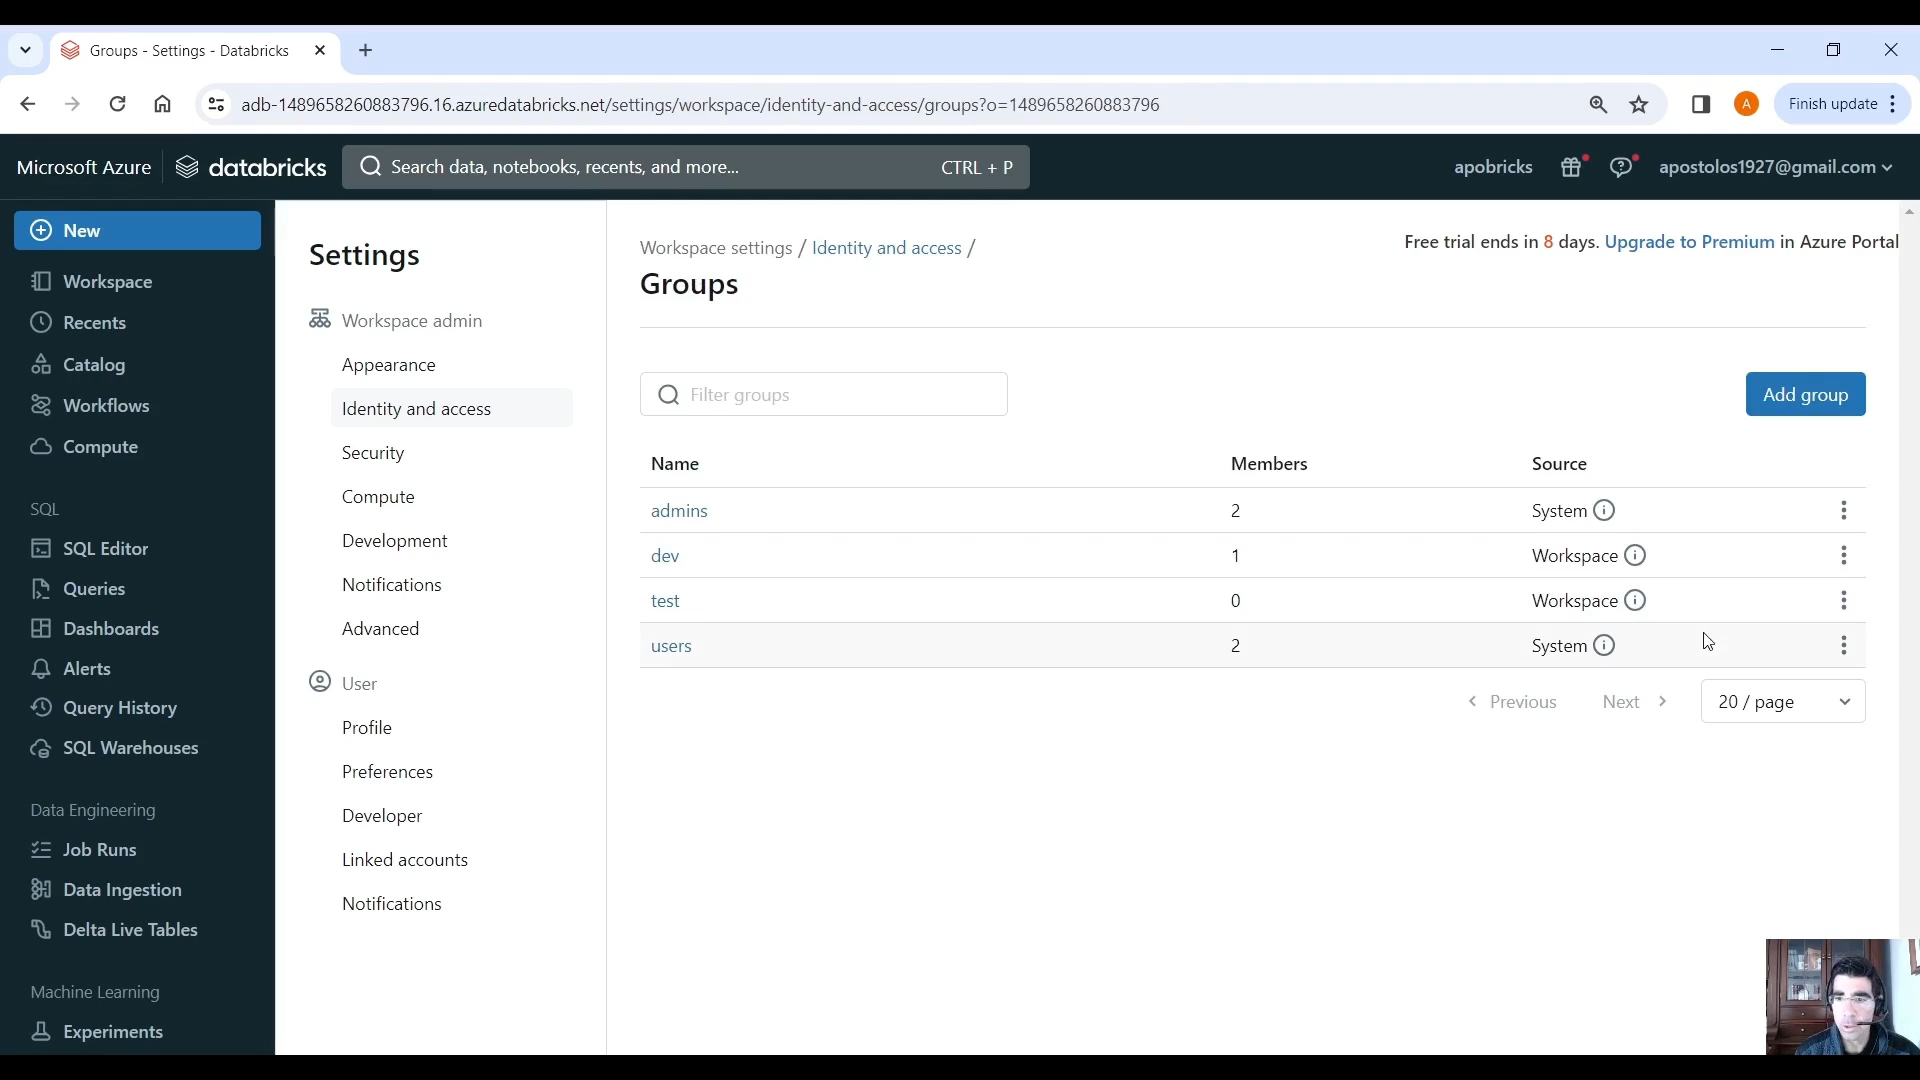 Groups - Settings - Databricks
adb-1489658260883796.16.azuredatabricks.net/settings/workspace/identity-and-access/groups?o=1489658260883796
A
Finish update
Microsoft Azure
databricks
Search data, notebooks, recents, and more...
CTRL + P
apobricks
apostolos1927@gmail.com
New
Workspace
Recents
Catalog
Workflows
Compute
SQL
SQL Editor
Queries
Dashboards
Alerts
Query History
SQL Warehouses
Data Engineering
Job Runs
Data Ingestion
Delta Live Tables
Machine Learning
Experiments
Settings
Workspace admin
Appearance
Identity and access
Security
Compute
Development
Notifications
Advanced
User
Profile
Preferences
Developer
Linked accounts
Notifications
Workspace settings / Identity and access /
Free trial ends in 8 days. Upgrade to Premium in Azure Portal
Groups
Filter groups
Add group
Name Members Source
admins 2 System
dev 1 Workspace
test 0 Workspace
users 2 System
Previous Next 20 / page